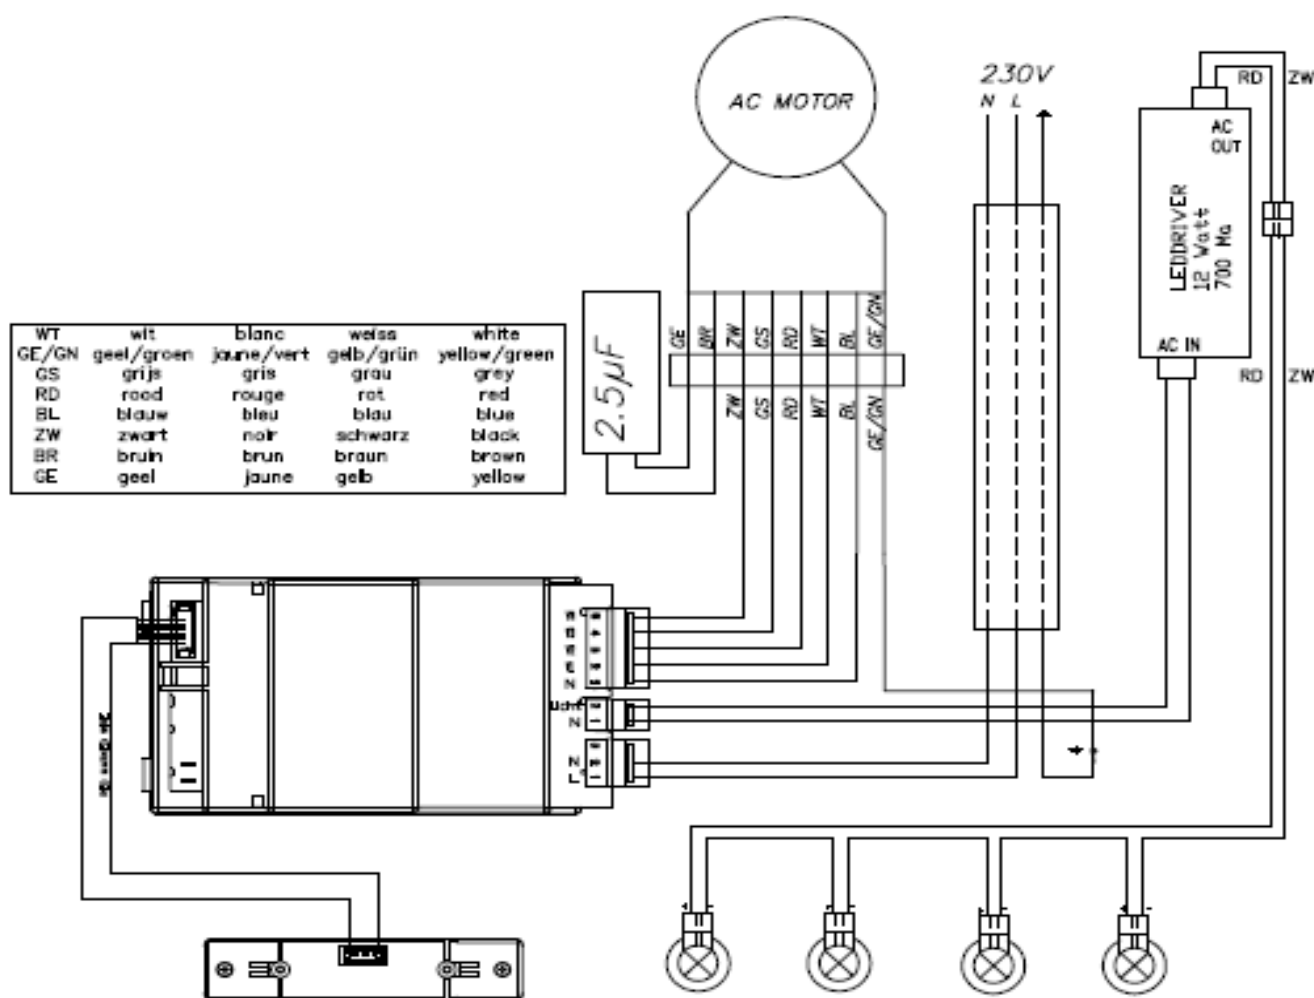 AC MOTOR
230V
N L
RD ZW
AC
OUT
LEDDRIVER
12 Watt
700 Ma
AC IN
RD ZW
2.5µF
GE BR ZW GS RD WT BL GE/GN
ZW GS RD WT BL GE/GN
WT wit blanc weiss white
GE/GN geel/groen jaune/vert gelb/grün yellow/green
GS grijs gris grau grey
RD rood rouge rot red
BL blauw bleu blau blue
ZW zwart noir schwarz black
BR bruin brun braun brown
GE geel jaune gelb yellow
N
N
N
L